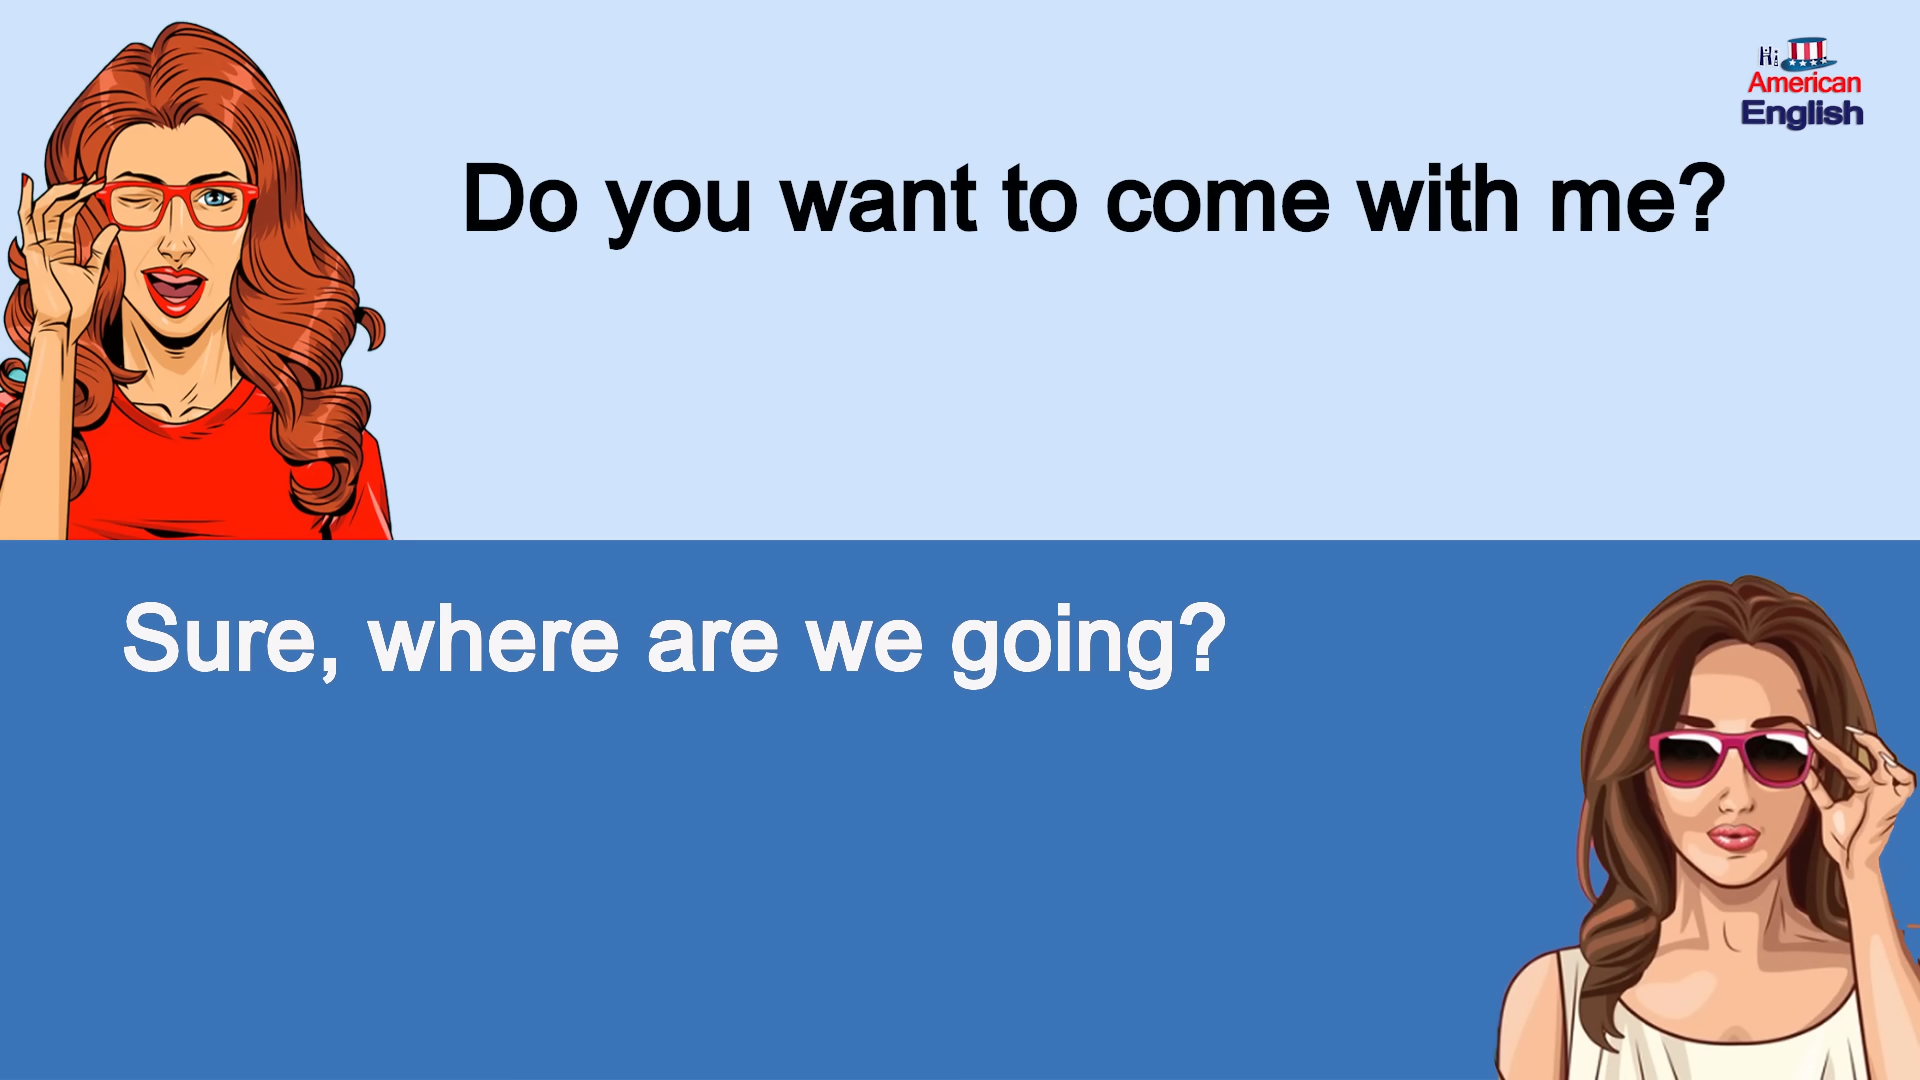 Hi
American
English
Do you want to come with me?
Sure, where are we going?